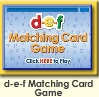 d-e-f
Matching Card
Game
Click HERE to Play
d-e-f Matching Card
Game